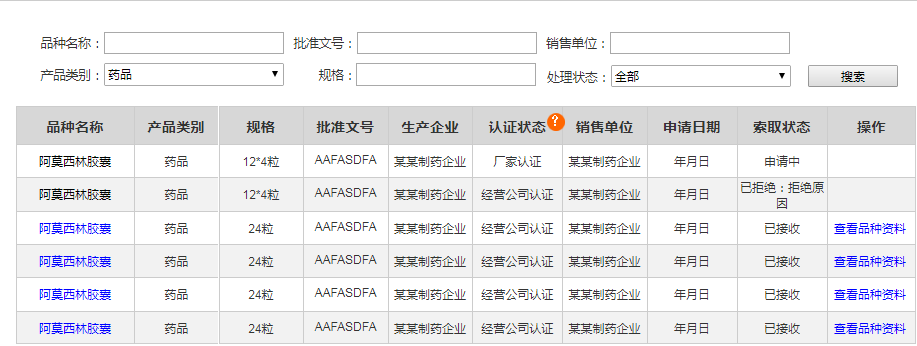 品种名称： 批准文号： 销售单位：
产品类别： 药品 规格： 处理状态： 全部 搜索
品种名称 产品类别 规格 批准文号 生产企业 认证状态 ? 销售单位 申请日期 索取状态 操作
阿莫西林胶囊 药品 12*4粒 AAFASDFA 某某制药企业 厂家认证 某某制药企业 年月日 申请中
阿莫西林胶囊 药品 12*4粒 AAFASDFA 某某制药企业 经营公司认证 某某制药企业 年月日 已拒绝：拒绝原
因
阿莫西林胶囊 药品 24粒 AAFASDFA 某某制药企业 经营公司认证 某某制药企业 年月日 已接收 查看品种资料
阿莫西林胶囊 药品 24粒 AAFASDFA 某某制药企业 经营公司认证 某某制药企业 年月日 已接收 查看品种资料
阿莫西林胶囊 药品 24粒 AAFASDFA 某某制药企业 经营公司认证 某某制药企业 年月日 已接收 查看品种资料
阿莫西林胶囊 药品 24粒 AAFASDFA 某某制药企业 经营公司认证 某某制药企业 年月日 已接收 查看品种资料